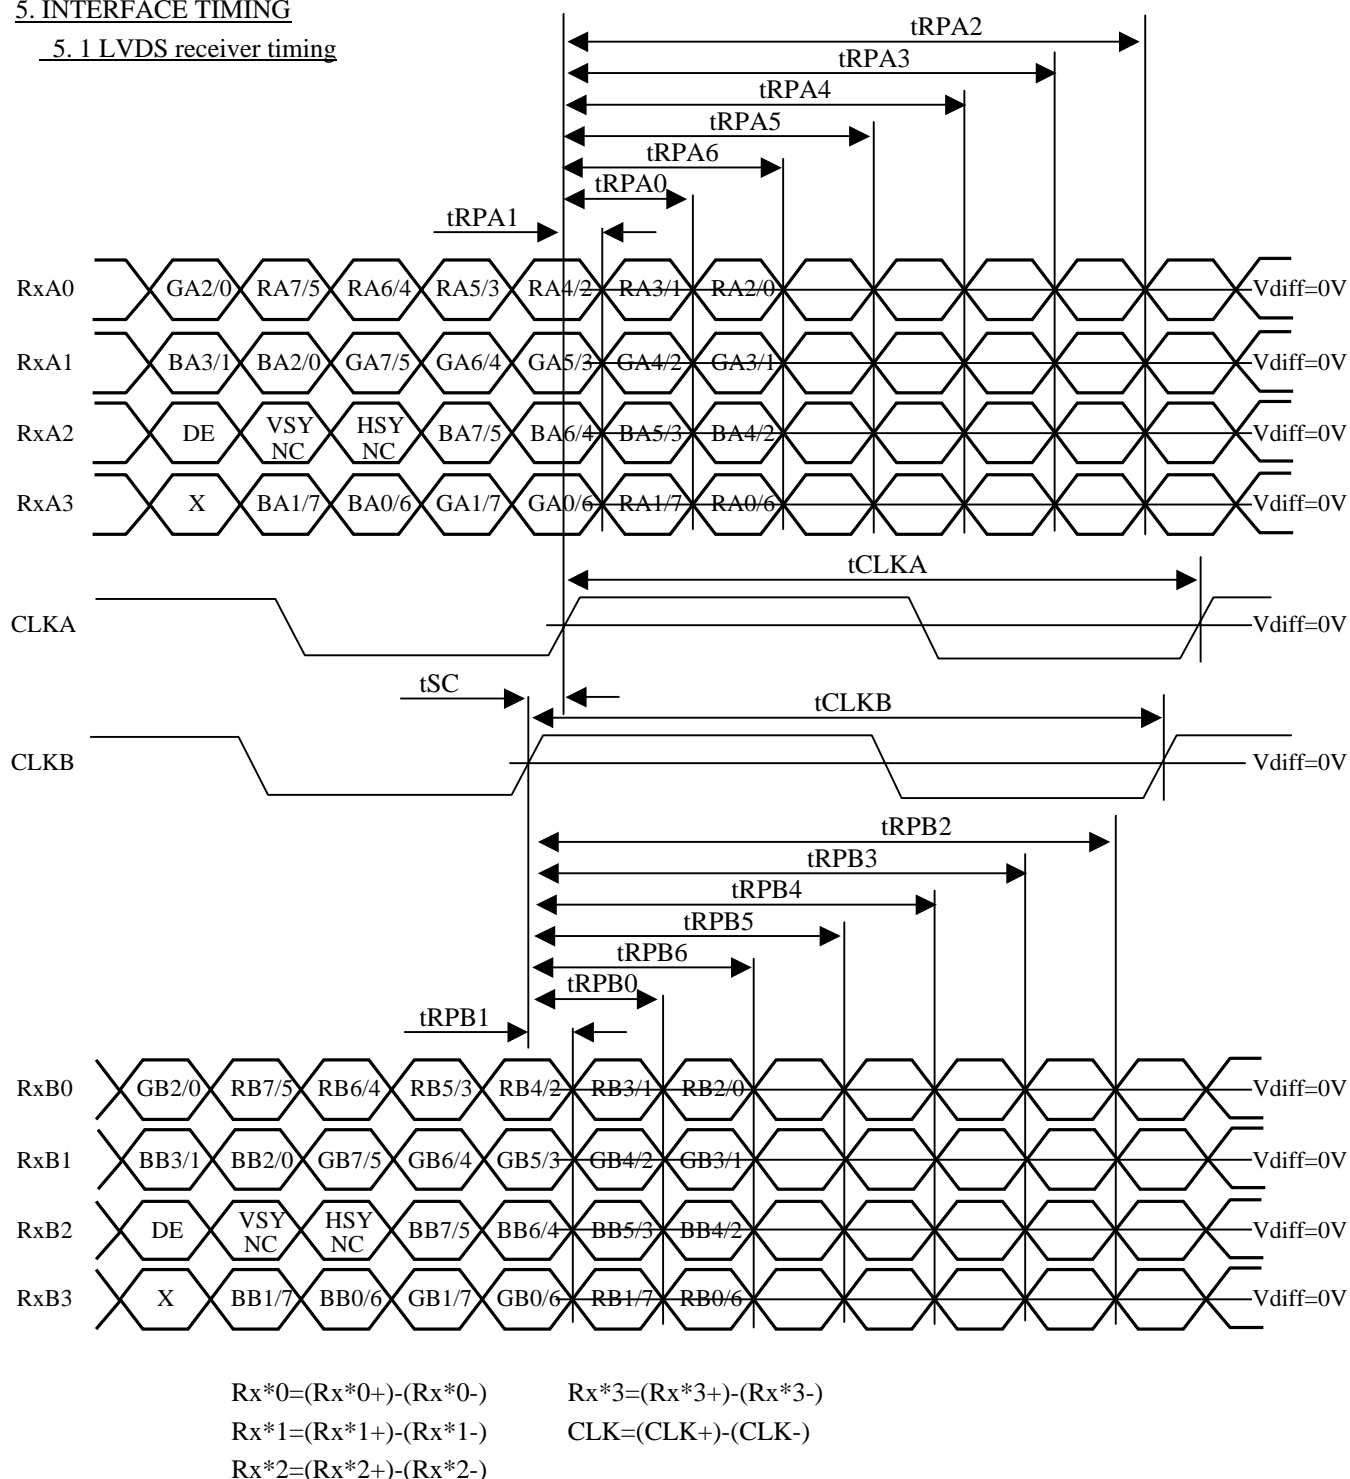 5. INTERFACE TIMING
5. 1 LVDS receiver timing
tRPA2
tRPA3
tRPA4
tRPA5
tRPA6
tRPA0
tRPA1
RxA0 GA2/0 RA7/5 RA6/4 RA5/3 RA4/2 RA3/1 RA2/0 Vdiff=0V
RxA1 BA3/1 BA2/0 GA7/5 GA6/4 GA5/3 GA4/2 GA3/1 Vdiff=0V
RxA2 DE VSY NC HSY NC BA7/5 BA6/4 BA5/3 BA4/2 Vdiff=0V
RxA3 X BA1/7 BA0/6 GA1/7 GA0/6 RA1/7 RA0/6 Vdiff=0V
tCLKA
CLKA Vdiff=0V
tSC
tCLKB
CLKB Vdiff=0V
tRPB2
tRPB3
tRPB4
tRPB5
tRPB6
tRPB0
tRPB1
RxB0 GB2/0 RB7/5 RB6/4 RB5/3 RB4/2 RB3/1 RB2/0 Vdiff=0V
RxB1 BB3/1 BB2/0 GB7/5 GB6/4 GB5/3 GB4/2 GB3/1 Vdiff=0V
RxB2 DE VSY NC HSY NC BB7/5 BB6/4 BB5/3 BB4/2 Vdiff=0V
RxB3 X BB1/7 BB0/6 GB1/7 GB0/6 RB1/7 RB0/6 Vdiff=0V
Rx*0=(Rx*0+)-(Rx*0-) Rx*3=(Rx*3+)-(Rx*3-)
Rx*1=(Rx*1+)-(Rx*1-) CLK=(CLK+)-(CLK-)
Rx*2=(Rx*2+)-(Rx*2-)